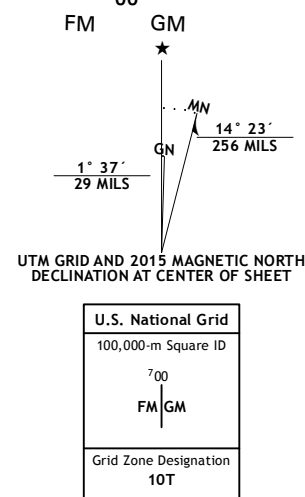 00
FM GM
★
MN
GN
14° 23´
256 MILS
1° 37´
29 MILS
UTM GRID AND 2015 MAGNETIC NORTH
DECLINATION AT CENTER OF SHEET
U.S. National Grid
100,000-m Square ID
⁷00
FM GM
Grid Zone Designation
10T